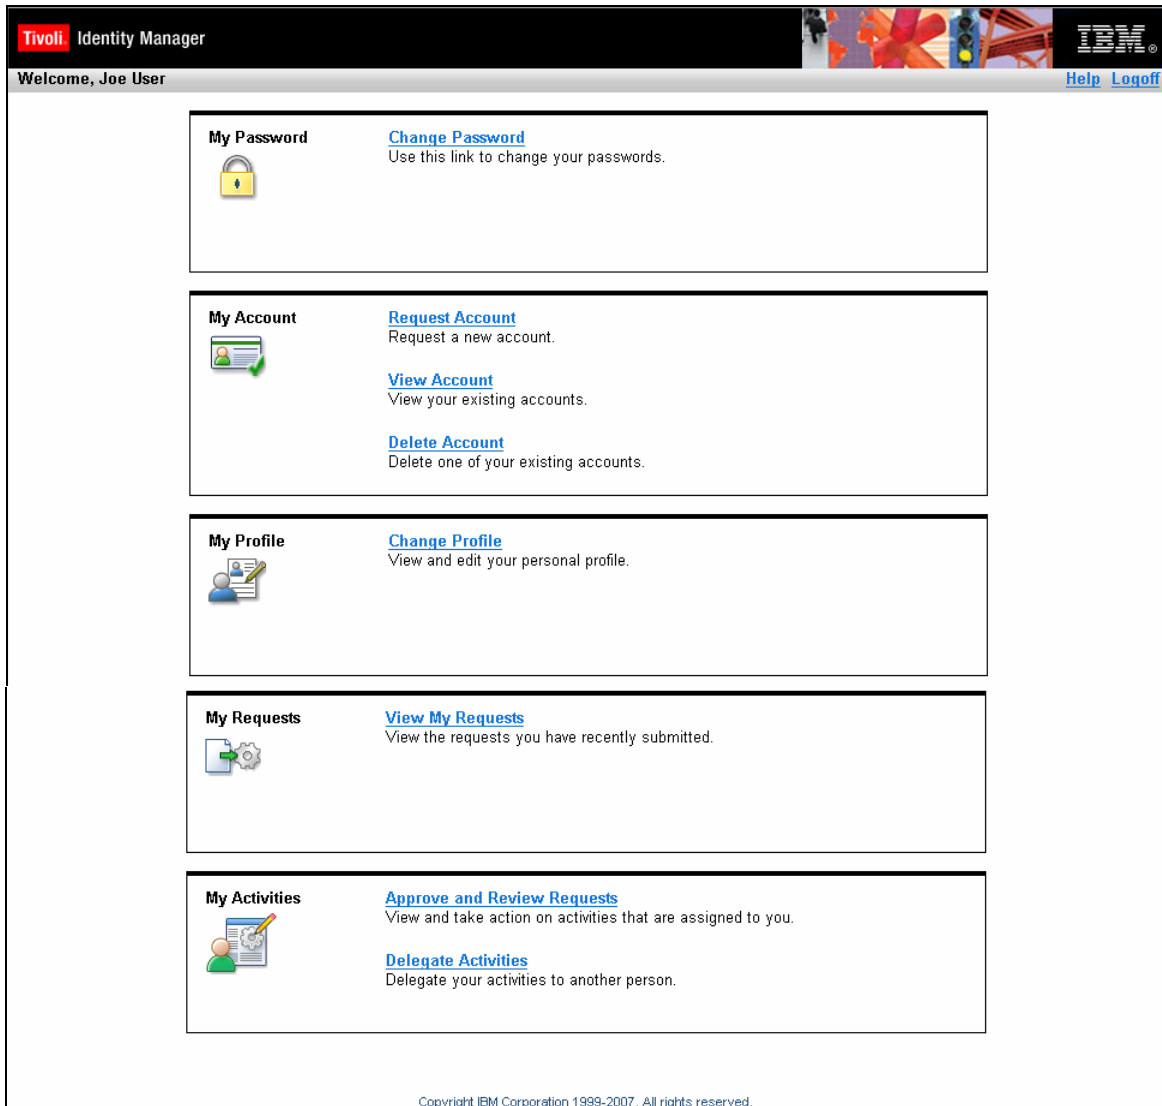 Tivoli. Identity Manager
IBM®
Welcome, Joe User
Help Logoff
My Password
Change Password
Use this link to change your passwords.
My Account
Request Account
Request a new account.
View Account
View your existing accounts.
Delete Account
Delete one of your existing accounts.
My Profile
Change Profile
View and edit your personal profile.
My Requests
View My Requests
View the requests you have recently submitted.
My Activities
Approve and Review Requests
View and take action on activities that are assigned to you.
Delegate Activities
Delegate your activities to another person.
Copyright IBM Corporation 1999-2007. All rights reserved.